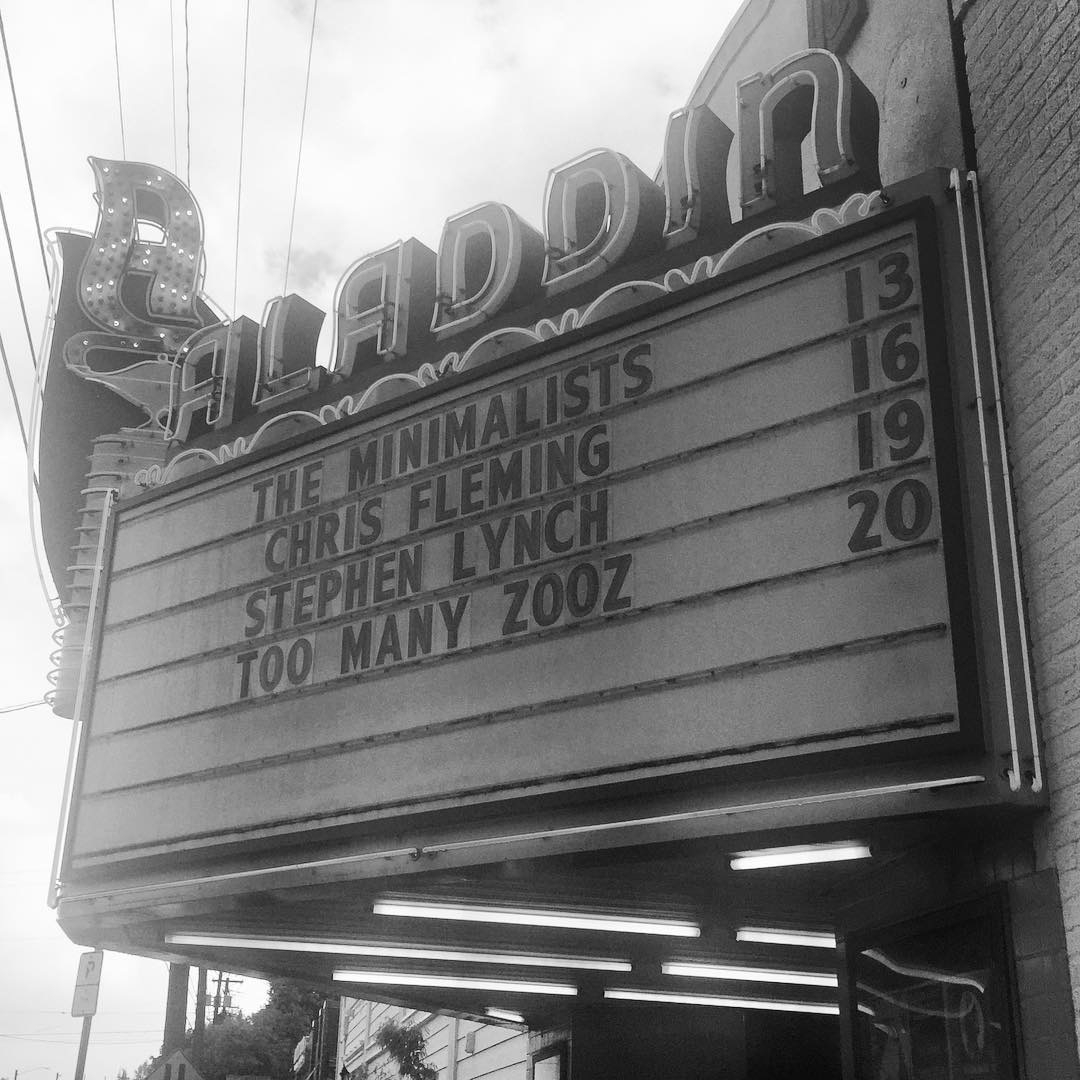 A
ALADDIN
THE MINIMALISTS 13
CHRIS FLEMING 16
STEPHEN LYNCH 19
TOO MANY ZOOZ 20
P